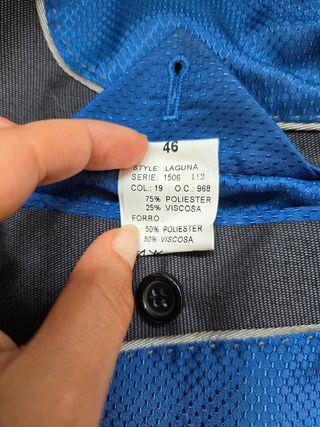 46
STYLE: LAGUNA
SERIE: 1506 112
COL.: 19 O.C.: 968
75% POLIESTER
25% VISCOSA
FORRO:
50% POLIESTER
50% VISCOSA